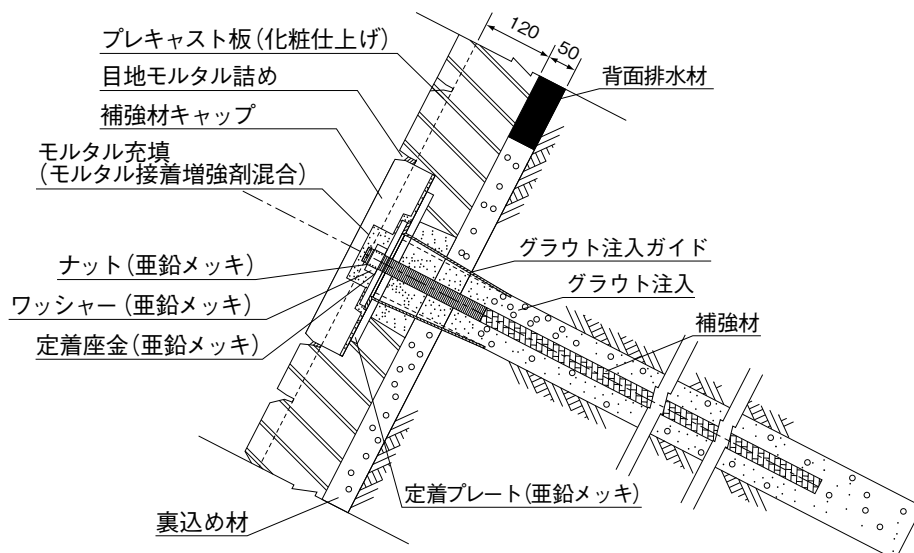 120
50
プレキャスト板(化粧仕上げ)
目地モルタル詰め
背面排水材
補強材キャップ
モルタル充填
(モルタル接着増強剤混合)
グラウト注入ガイド
ナット(亜鉛メッキ)
グラウト注入
ワッシャー(亜鉛メッキ)
補強材
定着座金(亜鉛メッキ)
定着プレート(亜鉛メッキ)
裏込め材